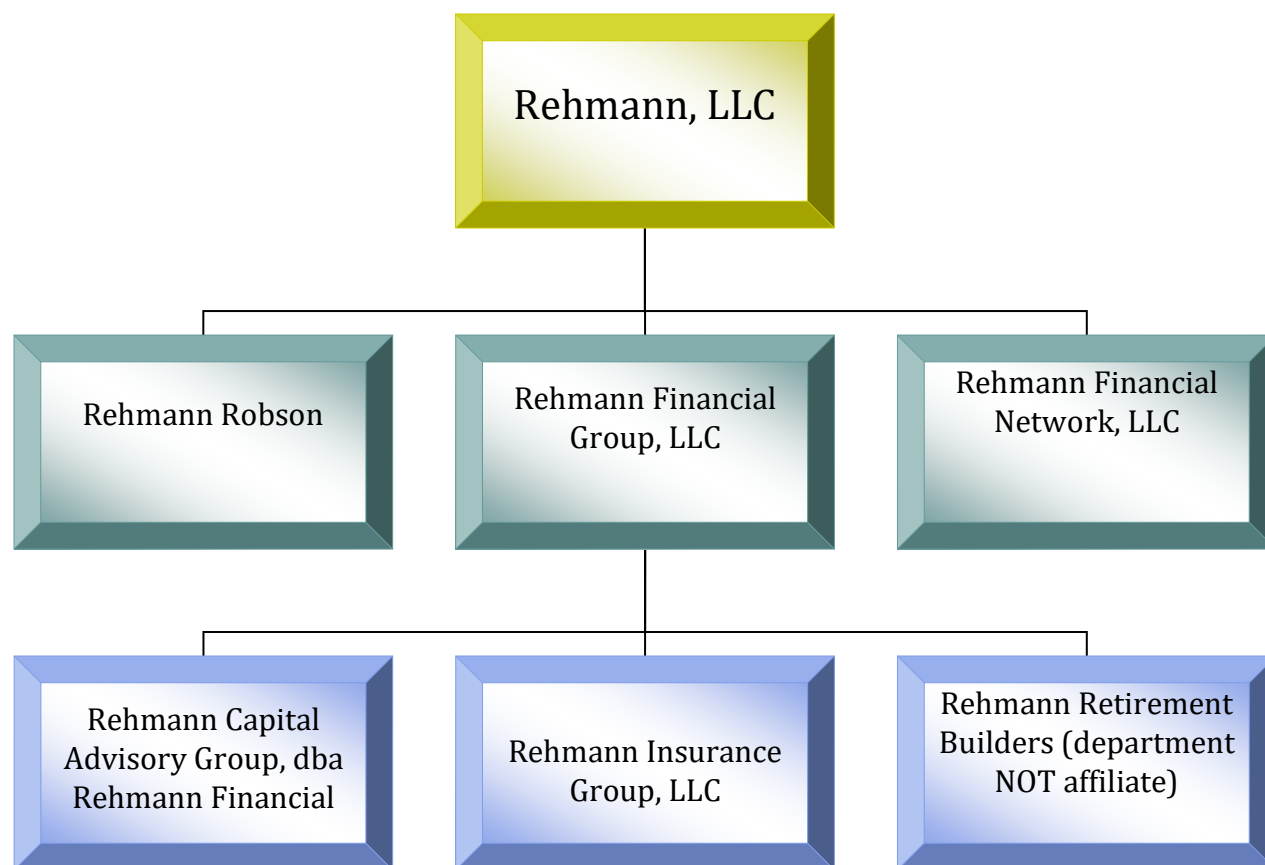 Rehmann, LLC
Rehmann Robson
Rehmann Financial
Group, LLC
Rehmann Financial
Network, LLC
Rehmann Capital
Advisory Group, dba
Rehmann Financial
Rehmann Insurance
Group, LLC
Rehmann Retirement
Builders (department
NOT affiliate)